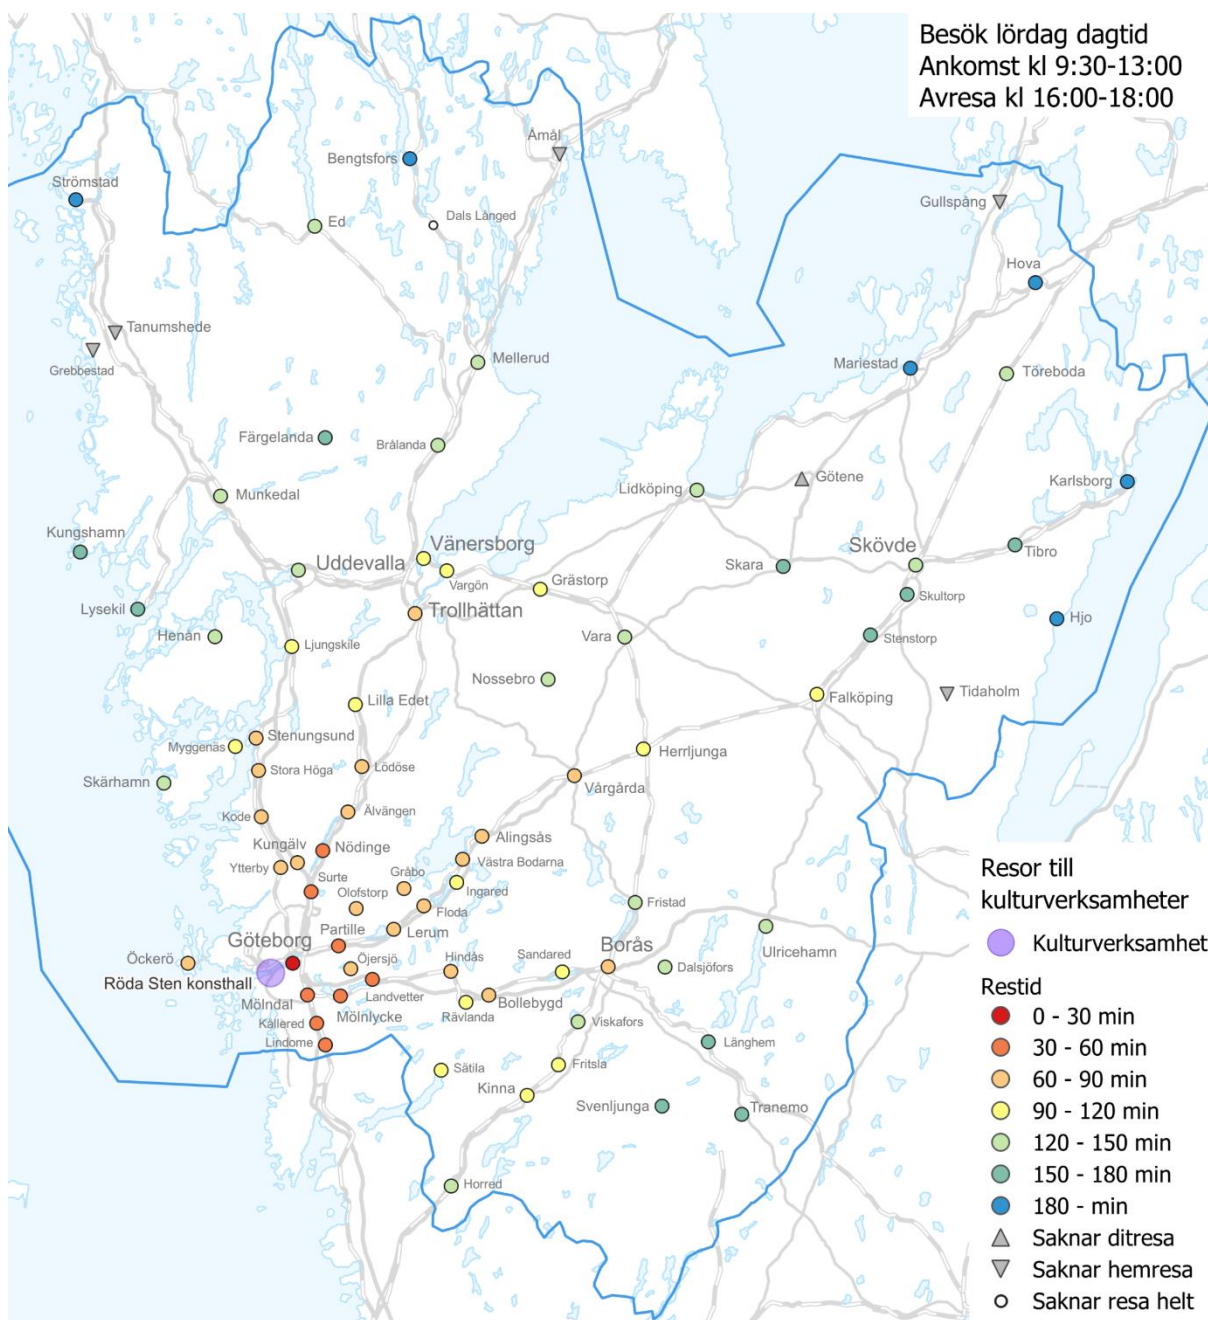 Besök lördag dagtid
Ankomst kl 9:30-13:00
Avresa kl 16:00-18:00
Åmål
Bengtsfors
Strömstad
Gullspång
Dals Långed
Ed
Hova
Tanumshede
Grebbestad
Mellerud
Mariestad
Töreboda
Färgelanda
Brålanda
Götene
Karlsborg
Lidköping
Munkedal
Kungshamn
Vänersborg
Skövde
Tibro
Uddevalla
Skara
Vargön
Grästorp
Skultorp
Lysekil
Trollhättan
Hjo
Henån
Ljungskile
Vara
Stenstorp
Nossebro
Tidaholm
Lilla Edet
Falköping
Stenungsund
Myggenäs
Herrljunga
Stora Höga
Lödöse
Skärhamn
Vårgårda
Kode
Älvängen
Alingsås
Kungälv
Nödinge
Västra Bodarna
Ytterby
Gråbo
Surte
Ingared
Olofstorp
Fristad
Floda
Partille
Lerum
Göteborg
Ulricehamn
Borås
Öckerö
Öjersjö
Hindås
Sandared
Dalsjöfors
Röda Sten konsthall
Landvetter
Mölndal
Bollebygd
Mölnlycke
Rävlanda
Kållered
Viskafors
Lindome
Länghem
Sätila
Fritsla
Kinna
Svenljunga
Tranemo
Horred
Resor till
kulturverksamheter
Kulturverksamhet
Restid
0 - 30 min
30 - 60 min
60 - 90 min
90 - 120 min
120 - 150 min
150 - 180 min
180 - min
Saknar ditresa
Saknar hemresa
Saknar resa helt